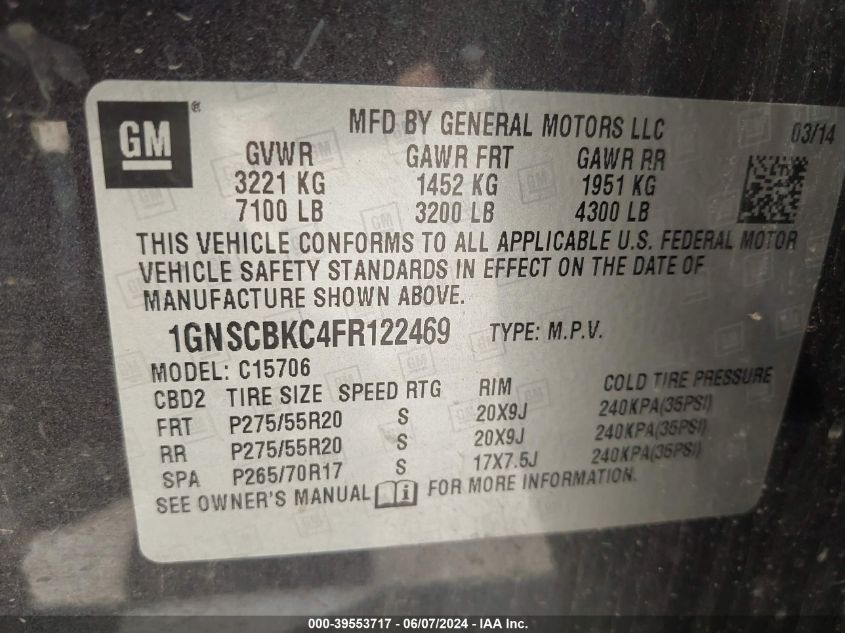 GM®
MFD BY GENERAL MOTORS LLC 03/14
GVWR GAWR FRT GAWR RR
3221 KG 1452 KG 1951 KG
7100 LB 3200 LB 4300 LB
THIS VEHICLE CONFORMS TO ALL APPLICABLE U.S. FEDERAL MOTOR
VEHICLE SAFETY STANDARDS IN EFFECT ON THE DATE OF
MANUFACTURE SHOWN ABOVE.
1GNSCBKC4FR122469 TYPE: M.P.V.
MODEL: C15706
CBD2 TIRE SIZE SPEED RTG RIM COLD TIRE PRESSURE
FRT P275/55R20 S 20X9J 240KPA(35PSI)
RR P275/55R20 S 20X9J 240KPA(35PSI)
SPA P265/70R17 S 17X7.5J 240KPA(35PSI)
SEE OWNER'S MANUAL i FOR MORE INFORMATION.
000-39553717 - 06/07/2024 - IAA Inc.